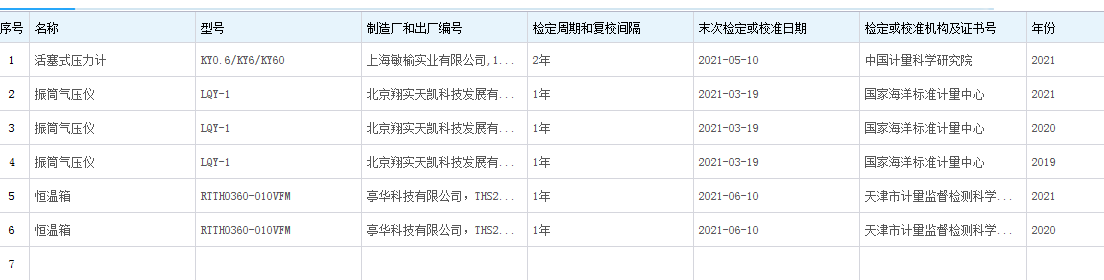 序号 名称 型号 制造厂和出厂编号 检定周期和复校间隔 末次检定或校准日期 检定或校准机构及证书号 年份
1 活塞式压力计 KY0.6/KY6/KY60 上海敏榆实业有限公司,1... 2年 2021-05-10 中国计量科学研究院 2021
2 振筒气压仪 LQY-1 北京翔实天凯科技发展有... 1年 2021-03-19 国家海洋标准计量中心 2021
3 振筒气压仪 LQY-1 北京翔实天凯科技发展有... 1年 2021-03-19 国家海洋标准计量中心 2020
4 振筒气压仪 LQY-1 北京翔实天凯科技发展有... 1年 2021-03-19 国家海洋标准计量中心 2019
5 恒温箱 RITH0360-010VFM 亭华科技有限公司，THS2... 1年 2021-06-10 天津市计量监督检测科学... 2021
6 恒温箱 RITH0360-010VFM 亭华科技有限公司，THS2... 1年 2021-06-10 天津市计量监督检测科学... 2020
7